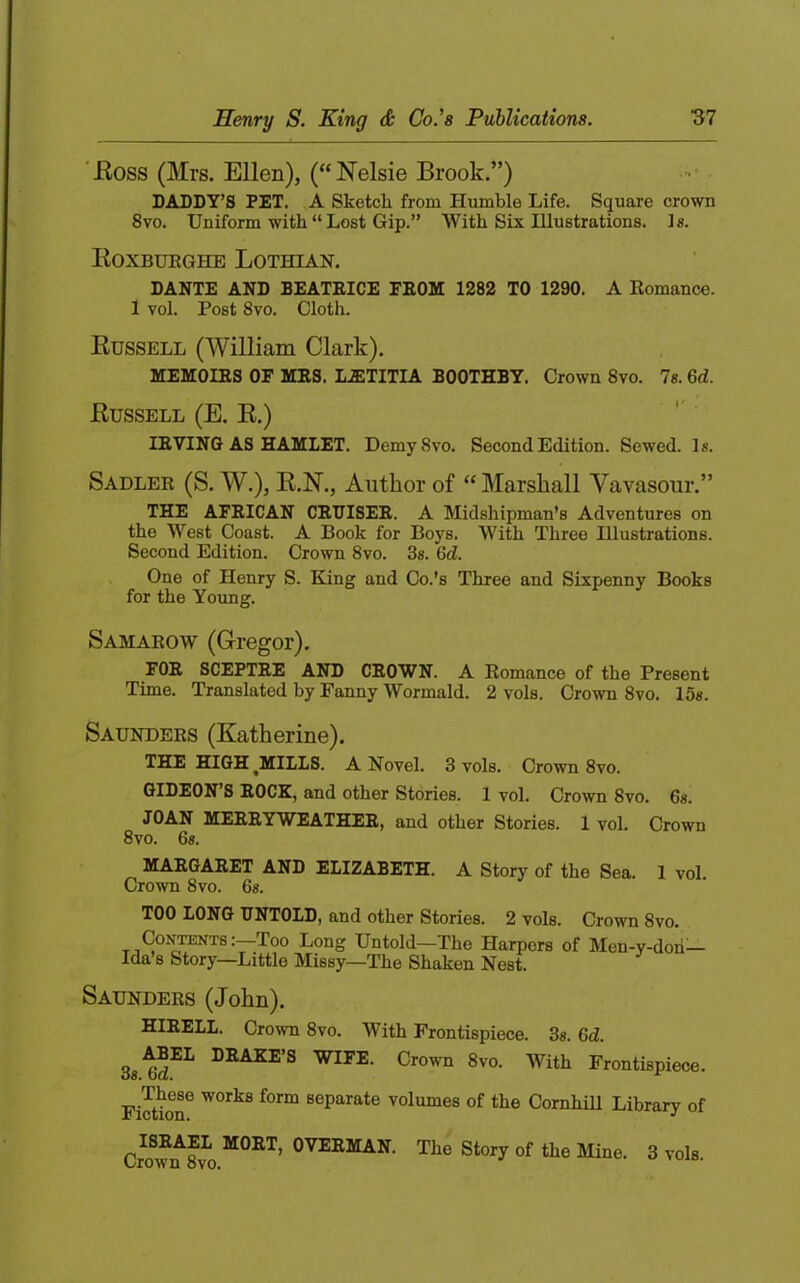 Henry S. King & Co.'s Publications. 37
Ross (Mrs. Ellen), (“Nelsie Brook.”)
DADDY'S PET. A Sketch from Humble Life. Square crown
8vo. Uniform with “Lost Gip.” With Six Illustrations. 1s.
ROXBURGHE LOTHIAN.
DANTE AND BEATRICE FROM 1282 TO 1290. A Romance.
1 vol. Post 8vo. Cloth.
RUSSELL (William Clark).
MEMOIRS OF MRS. LÆTITIA BOOTHBY. Crown 8vo. 7s. 6d.
RUSSELL (E. R.)
IRVING AS HAMLET. Demy 8vo. Second Edition. Sewed. 1s.
SADLER (S. W.), R.N., Author of “Marshall Vavasour.”
THE AFRICAN CRUISER. A Midshipman's Adventures on
the West Coast. A Book for Boys. With Three Illustrations.
Second Edition. Crown 8vo. 3s. 6d.
One of Henry S. King and Co.'s Three and Sixpenny Books
for the Young.
SAMAROW (Gregor).
FOR SCEPTRE AND CROWN. A Romance of the Present
Time. Translated by Fanny Wormald. 2 vols. Crown 8vo. 15s.
SAUNDERS (Katherine).
THE HIGH MILLS. A Novel. 3 vols. Crown 8vo.
GIDEON'S ROCK, and other Stories. 1 vol. Crown 8vo. 6s.
JOAN MERRYWEATHER, and other Stories. 1 vol. Crown
8vo. 6s.
MARGARET AND ELIZABETH. A Story of the Sea. 1 vol.
Crown 8vo. 6s.
TOO LONG UNTOLD, and other Stories. 2 vols. Crown 8vo.
CONTENTS:—Too Long Untold—The Harpers of Men-y-don—
Ida's Story—Little Missy—The Shaken Nest.
SAUNDERS (John).
HIRELL. Crown 8vo. With Frontispiece. 3s. 6d.
ABEL DRAKE'S WIFE. Crown 8vo. With Frontispiece.
3s. 6d.
These works form separate volumes of the Cornhill Library of
Fiction.
ISRAEL MORT, OVERMAN. The Story of the Mine. 3 vols.
Crown 8vo.